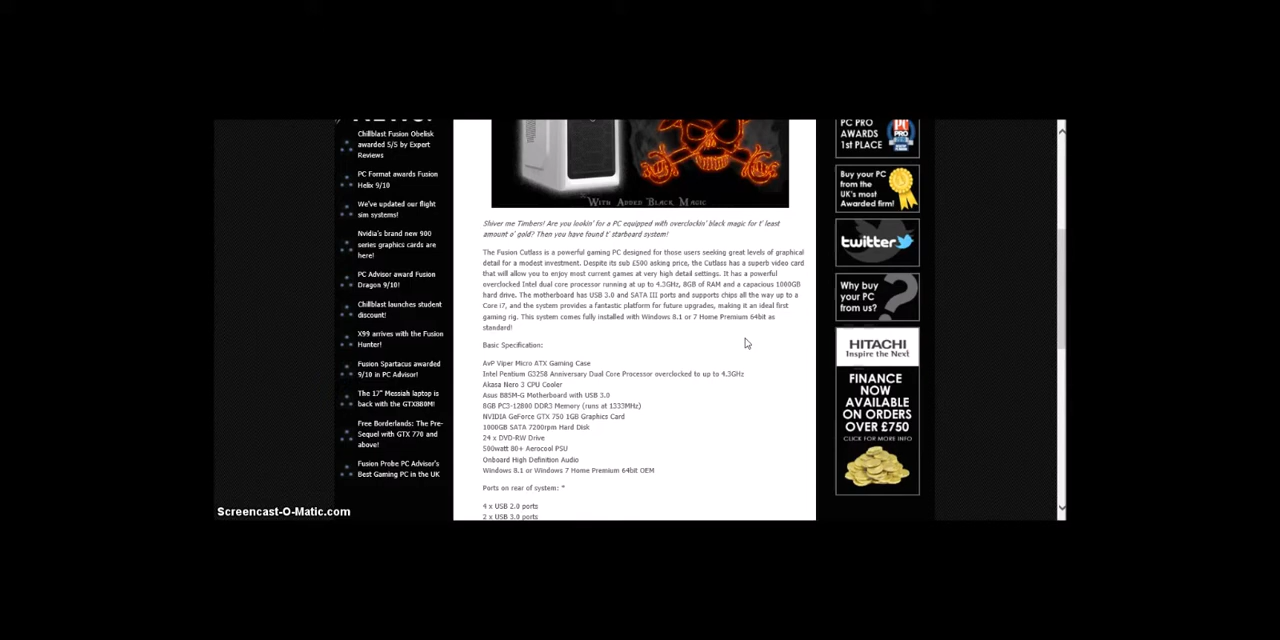 NEWS!
Chillblast Fusion Obelisk
awarded 5/5 by Expert
Reviews
PC Format awards Fusion
Helix 9/10
We've updated our flight
sim systems!
Nvidia's brand new 900
series graphics cards are
here!
PC Advisor award Fusion
Dragon 9/10!
Chillblast launches student
discount!
X99 arrives with the Fusion
Hunter!
Fusion Spartacus awarded
9/10 in PC Advisor!
The 17" Messiah laptop is
back with the GTX880M!
Free Borderlands: The Pre-
Sequel with GTX 770 and
above!
Fusion Probe PC Advisor's
Best Gaming PC in the UK
With Added Black Magic
Shiver me Timbers! Are you lookin' for a PC equipped with overclockin' black magic for t' least
amount o' gold? Then you have found t' starboard system!
The Fusion Cutlass is a powerful gaming PC designed for those users seeking great levels of graphical
detail for a modest investment. Despite its sub £500 asking price, the Cutlass has a superb video card
that will allow you to enjoy most current games at very high detail settings. It has a powerful
overclocked Intel dual core processor running at up to 4.3GHz, 8GB of RAM and a capacious 1000GB
hard drive. The motherboard has USB 3.0 and SATA III ports and supports chips all the way up to a
Core i7, and the system provides a fantastic platform for future upgrades, making it an ideal first
gaming rig. This system comes fully installed with Windows 8.1 or 7 Home Premium 64bit as
standard!
Basic Specification:
AvP Viper Micro ATX Gaming Case
Intel Pentium G3258 Anniversary Dual Core Processor overclocked to up to 4.3GHz
Akasa Nero 3 CPU Cooler
Asus B85M-G Motherboard with USB 3.0
8GB PC3-12800 DDR3 Memory (runs at 1333MHz)
NVIDIA GeForce GTX 750 1GB Graphics Card
1000GB SATA 7200rpm Hard Disk
24 x DVD-RW Drive
500watt 80+ Aerocool PSU
Onboard High Definition Audio
Windows 8.1 or Windows 7 Home Premium 64bit OEM
Ports on rear of system: *
4 x USB 2.0 ports
2 x USB 3.0 ports
PC PRO
AWARDS
1ST PLACE
Buy your PC
from the
UK's most
Awarded firm!
twitter
Why buy
your PC
from us?
HITACHI
Inspire the Next
FINANCE
NOW
AVAILABLE
ON ORDERS
OVER £750
CLICK FOR MORE INFO
Screencast-O-Matic.com